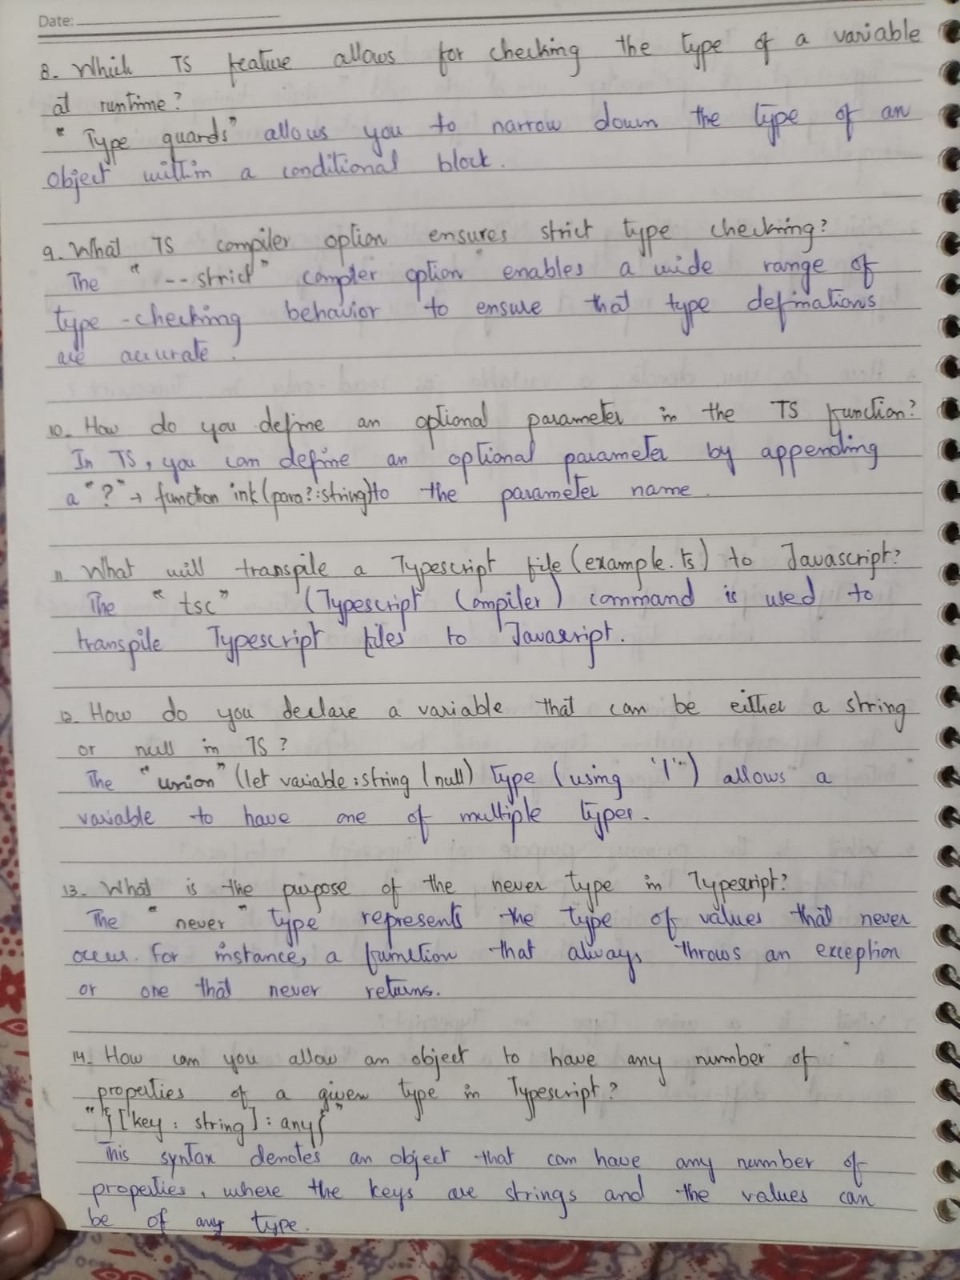 Date:
8. Which TS feature allows for checking the type of a variable
at runtime?
"Type guards" allows you to narrow down the type of an
object within a conditional block.
9. What TS compiler option ensures strict type checking?
The "--strict" compiler option enables a wide range of
type-checking behavior to ensure that type definations
are accurate.
10. How do you define an optional parameter in the TS function?
In TS, you can define an optional parameter by appending
a "?" → function ink(para?:string)to the parameter name.
11. What will transpile a Typescript file (example.ts) to Javascript?
The "tsc" (Typescript Compiler) command is used to
transpile Typescript files to Javascript.
12. How do you declare a variable that can be either a string
or null in TS?
The "union" (let variable:string | null) type (using '|') allows a
variable to have one of multiple types.
13. What is the purpose of the never type in Typescript?
The "never" type represents the type of values that never
occur. For instance, a function that always throws an exception
or one that never returns.
14. How can you allow an object to have any number of
properties of a given type in Typescript?
"{[key: string]: any}"
This syntax denotes an object that can have any number of
properties, where the keys are strings and the values can
be of any type.